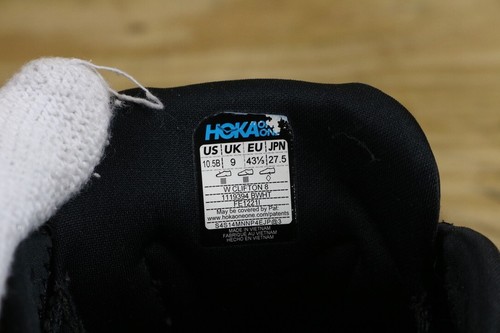 HOKA ONE ONE
US UK EU JPN
10.5B 9 43⅓ 27.5
W CLIFTON 8
1119394 BWHT
FE1221I
May be covered by Pat.
www.hokaoneone.com/patents
MADE IN VIETNAM
FABRIQUÉ AU VIETNAM
HECHO EN VIETNAM